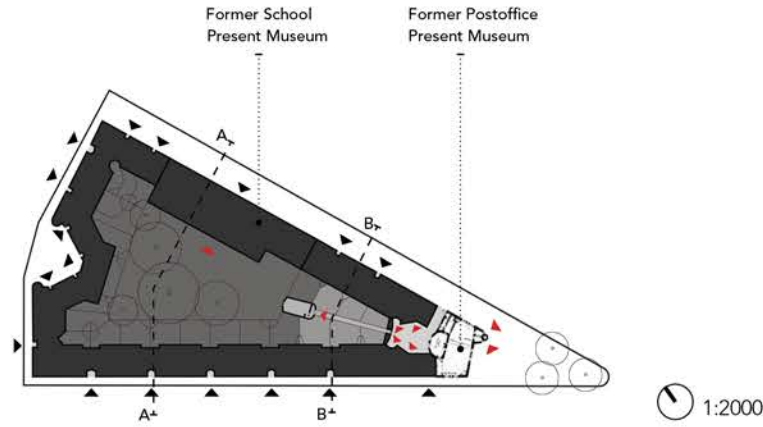 Former School
Present Museum
Former Postoffice
Present Museum
A
B
A
B
1:2000